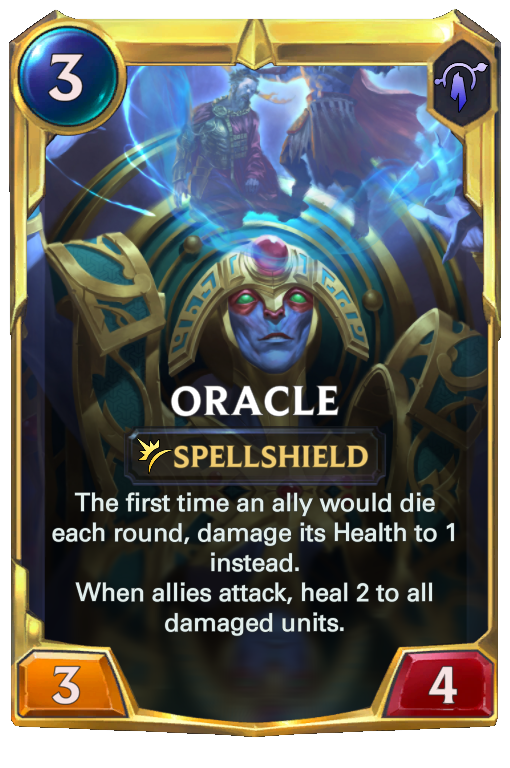 3
ORACLE
SPELLSHIELD
The first time an ally would die
each round, damage its Health to 1
instead.
When allies attack, heal 2 to all
damaged units.
3
4